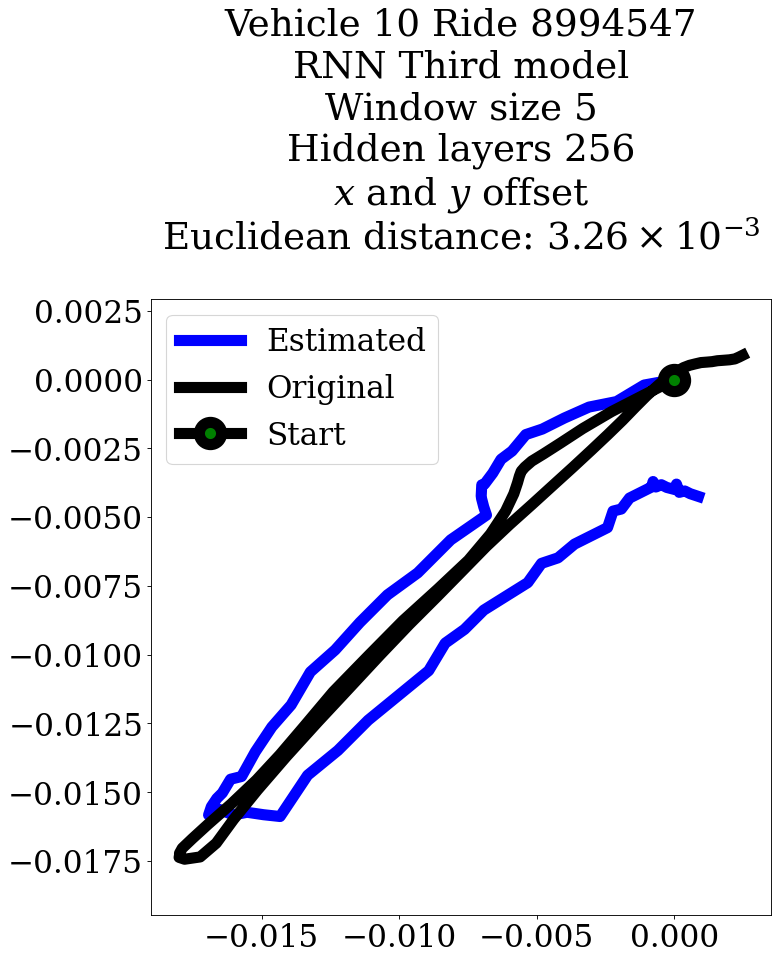 Vehicle 10 Ride 8994547
RNN Third model
Window size 5
Hidden layers 256
x and y offset
Euclidean distance: 3.26 × 10⁻³
Estimated
Original
Start
0.0025
0.0000
−0.0025
−0.0050
−0.0075
−0.0100
−0.0125
−0.0150
−0.0175
−0.015 −0.010 −0.005 0.000